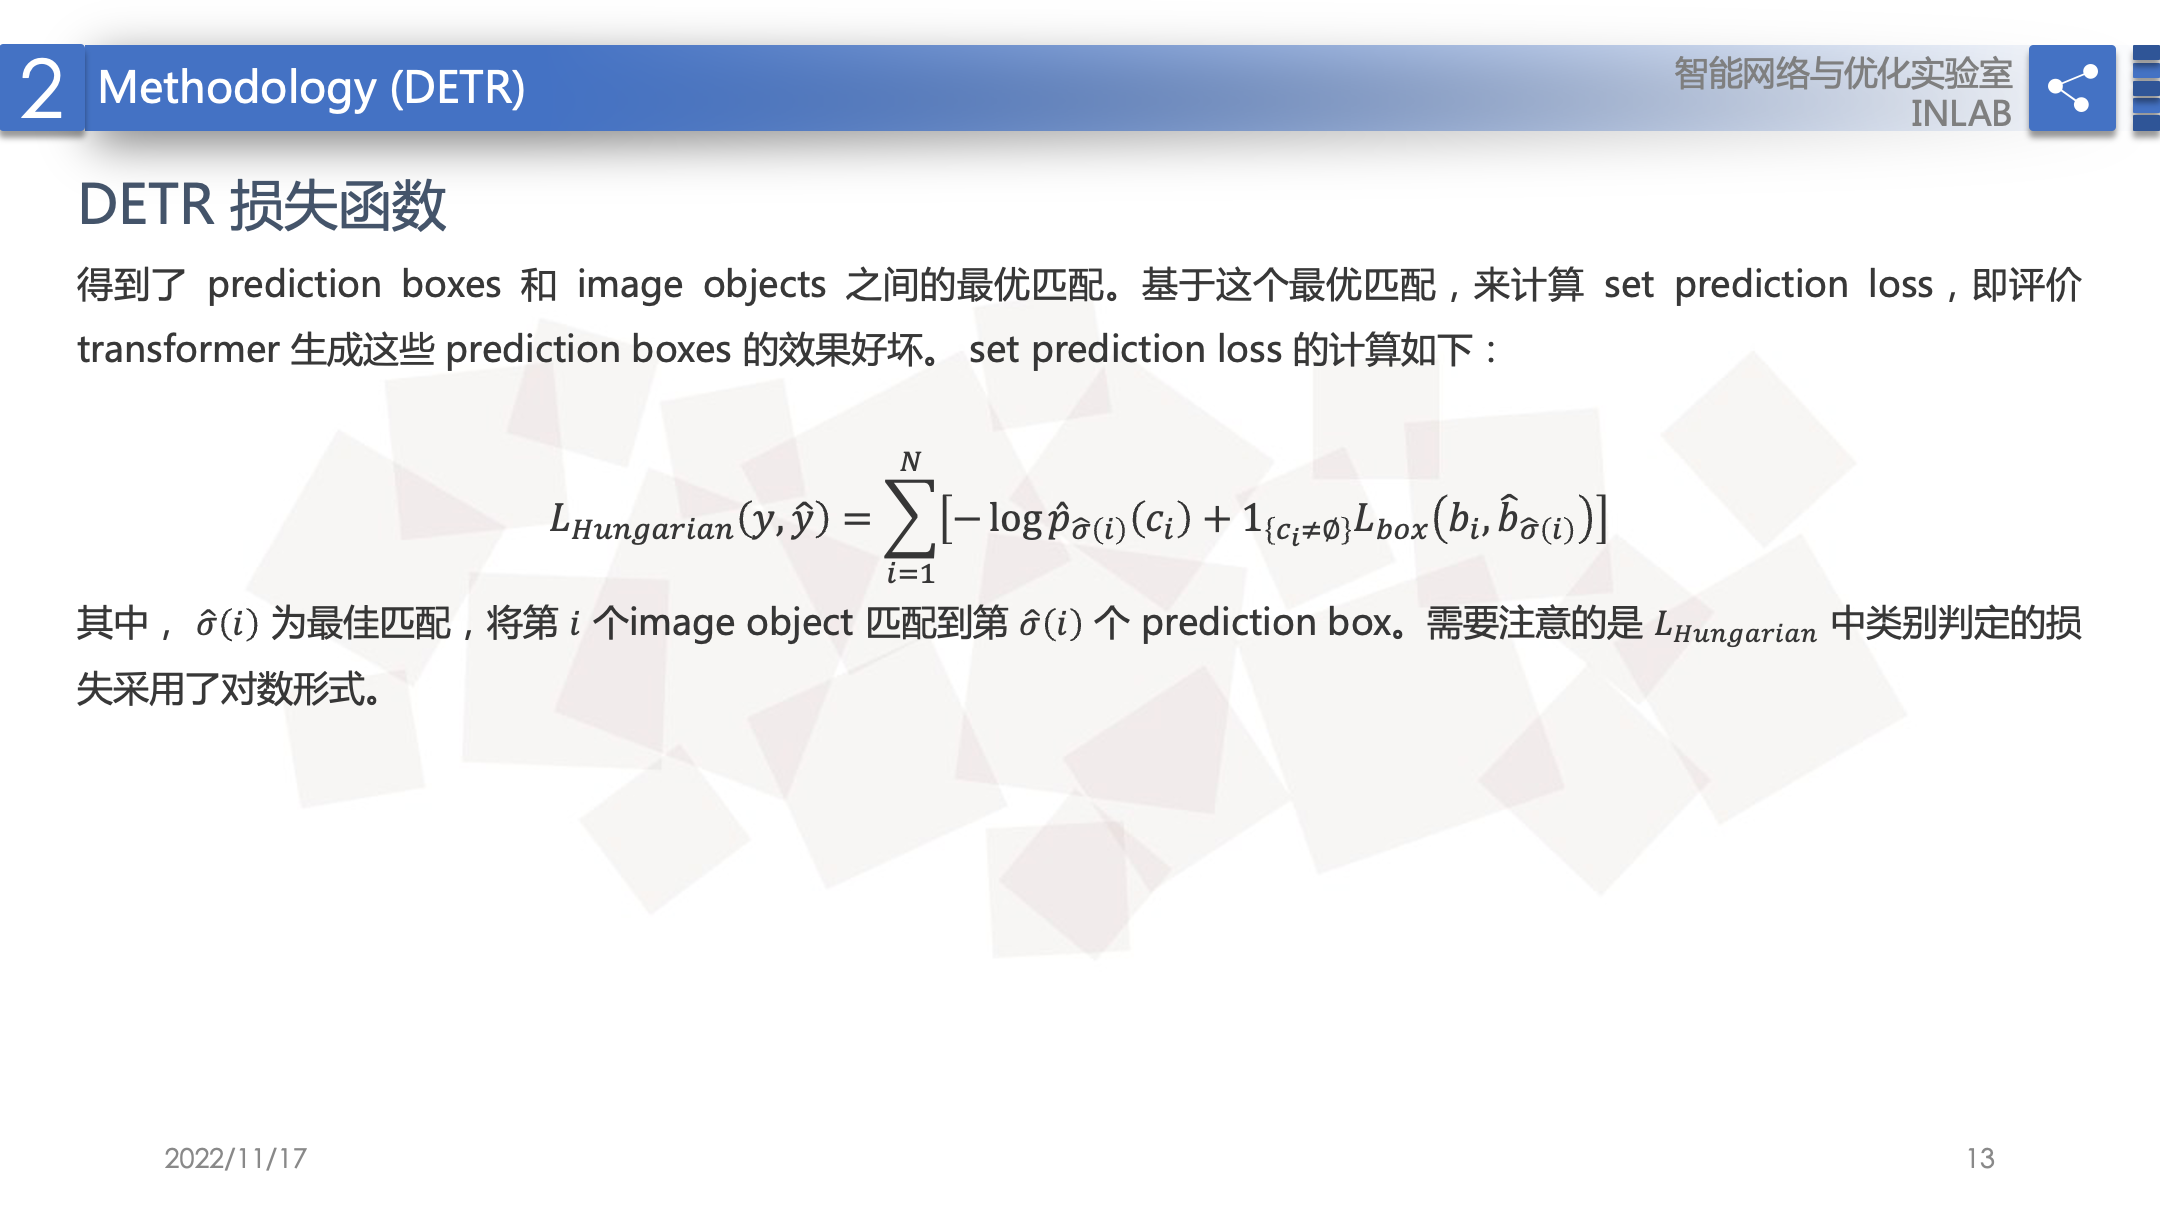 2
Methodology (DETR)
智能网络与优化实验室
INLAB
DETR 损失函数
得到了 prediction boxes 和 image objects 之间的最优匹配。基于这个最优匹配，来计算 set prediction loss，即评价
transformer 生成这些 prediction boxes 的效果好坏。 set prediction loss 的计算如下：
$L_{Hungarian}(y, \hat{y}) = \sum_{i=1}^{N} [-\log \hat{p}_{\hat{\sigma}(i)}(c_i) + 1_{\{c_i \neq \emptyset\}} L_{box}(b_i, \hat{b}_{\hat{\sigma}(i)})]$
其中， $\hat{\sigma}(i)$ 为最佳匹配，将第 $i$ 个image object 匹配到第 $\hat{\sigma}(i)$ 个 prediction box。需要注意的是 $L_{Hungarian}$ 中类别判定的损
失采用了对数形式。
2022/11/17
13